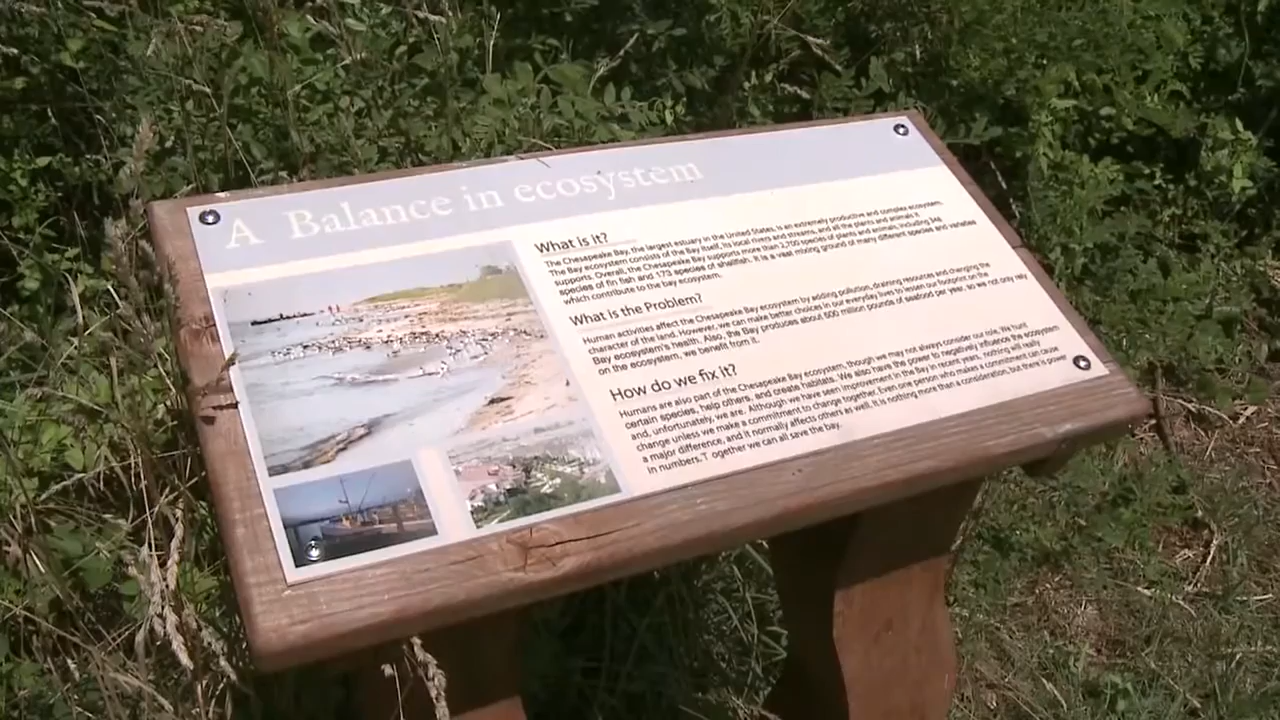 A Balance in ecosystem
What is it?
The Chesapeake Bay, the largest estuary in the United States, is an extremely productive and complex ecosystem.
The Bay ecosystem consists of the Bay itself, its local rivers and streams, and all the plants and animals it
supports. Overall, the Chesapeake Bay supports more than 2,700 species of plants and animals, including 348
species of fin fish and 173 species of shellfish. It is a vast mixing ground of many different species and varieties
which contribute to the bay ecosystem.
What is the Problem?
Human activities affect the Chesapeake Bay ecosystem by adding pollution, draining resources and changing the
character of the land. However, we can make better choices in our everyday lives to lessen our footprint on the
Bay ecosystem's health. Also, the Bay produces about 500 million pounds of seafood per year, so we not only rely
on the ecosystem, we benefit from it.
How do we fix it?
Humans are also part of the Chesapeake Bay ecosystem, though we may not always consider our role. We hunt
certain species, help others, and create habitats. We also have the power to negatively influence the ecosystem
and, unfortunately, we are. Although we have seen improvement in the Bay in recent years, nothing will really
change unless we make a commitment to change together. Even one person who makes a commitment can cause
a major difference, and it normally affects others as well. It is nothing more than a consideration, but there is power
in numbers. T ogether we can all save the bay.